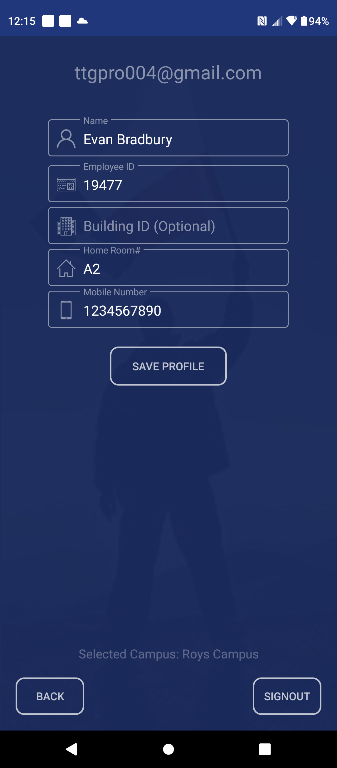 12:15
94%
ttgpro004@gmail.com
Name
Evan Bradbury
Employee ID
19477
Building ID (Optional)
Home Room#
A2
Mobile Number
1234567890
SAVE PROFILE
Selected Campus: Roys Campus
BACK
SIGNOUT